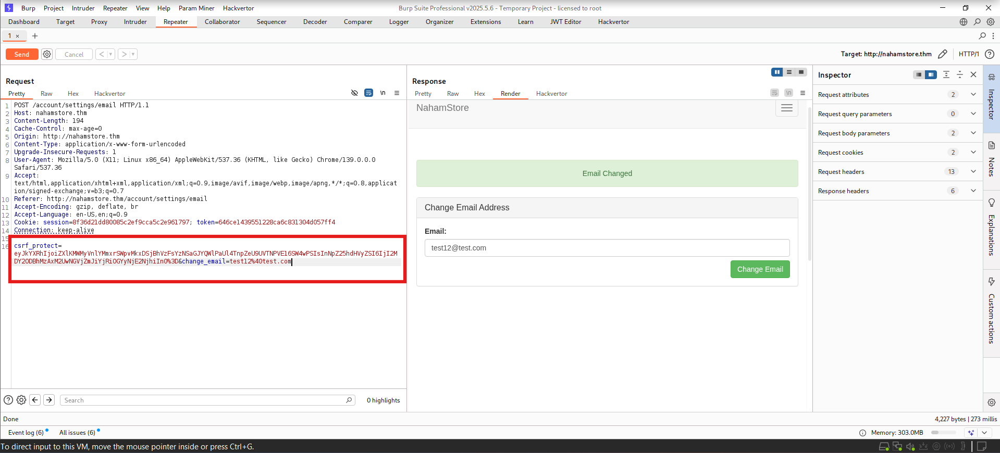 Burp Project Intruder Repeater View Help Param Miner Hackvertor
Burp Suite Professional v2025.5.6 - Temporary Project - licensed to root
Dashboard Target Proxy Intruder Repeater Collaborator Sequencer Decoder Comparer Logger Organizer Extensions Learn JWT Editor Hackvertor
1 × +
Send Cancel < >
Target: http://nahamstore.thm HTTP/1 ?
Request
Pretty Raw Hex Hackvertor \n
1 POST /account/settings/email HTTP/1.1
2 Host: nahamstore.thm
3 Content-Length: 194
4 Cache-Control: max-age=0
5 Origin: http://nahamstore.thm
6 Content-Type: application/x-www-form-urlencoded
7 Upgrade-Insecure-Requests: 1
8 User-Agent: Mozilla/5.0 (X11; Linux x86_64) AppleWebKit/537.36 (KHTML, like Gecko) Chrome/139.0.0.0
Safari/537.36
9 Accept:
text/html,application/xhtml+xml,application/xml;q=0.9,image/avif,image/webp,image/apng,*/*;q=0.8,applicat
ion/signed-exchange;v=b3;q=0.7
10 Referer: http://nahamstore.thm/account/settings/email
11 Accept-Encoding: gzip, deflate, br
12 Accept-Language: en-US,en;q=0.9
13 Cookie: session=8f36d21dd80085c2ef9cca5c2e961797; token=646ce1439551228ca6c831304d057ff4
14 Connection: keep-alive
15
16 csrf_protect=
DY2ODBhMzAxM2UwNGVjZmJiYjRiOGYyNjE2NjhiIn0%3D&change_email=test12%40test.com
Response
Pretty Raw Hex Render Hackvertor \n
NahamStore
Email Changed
Change Email Address
Email:
test12@test.com
Change Email
Inspector
Request attributes 2
Request query parameters 0
Request body parameters 2
Request cookies 2
Request headers 13
Response headers 6
Inspector
Notes
Explanations
Custom actions
? Search 0 highlights
Done
4,227 bytes | 273 millis
Event log (6) All issues (6)
Memory: 303.0MB
To direct input to this VM, move the mouse pointer inside or press Ctrl+G.